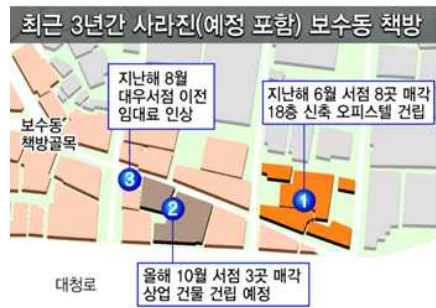 최근 3년간 사라진(예정 포함) 보수동 책방
지난해 8월
대우서점 이전
임대료 인상
지난해 6월 서점 8곳 매각
18층 신축 오피스텔 건립
보수동
책방골목
3
2
1
올해 10월 서점 3곳 매각
상업 건물 건립 예정
대청로